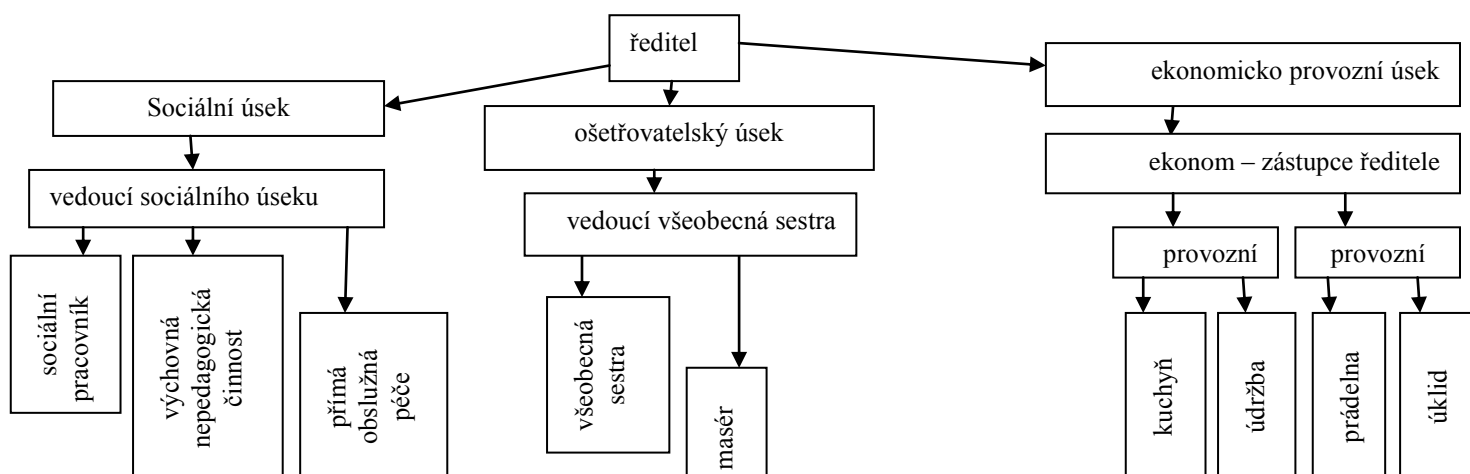 ředitel
Sociální úsek
ošetřovatelský úsek
ekonomicko provozní úsek
vedoucí sociálního úseku
vedoucí všeobecná sestra
ekonom – zástupce ředitele
provozní
provozní
sociální
pracovník
výchovná
nepedagogická
činnost
přímá
obslužná
péče
všeobecná
sestra
masér
kuchyň
údržba
prádelna
úklid